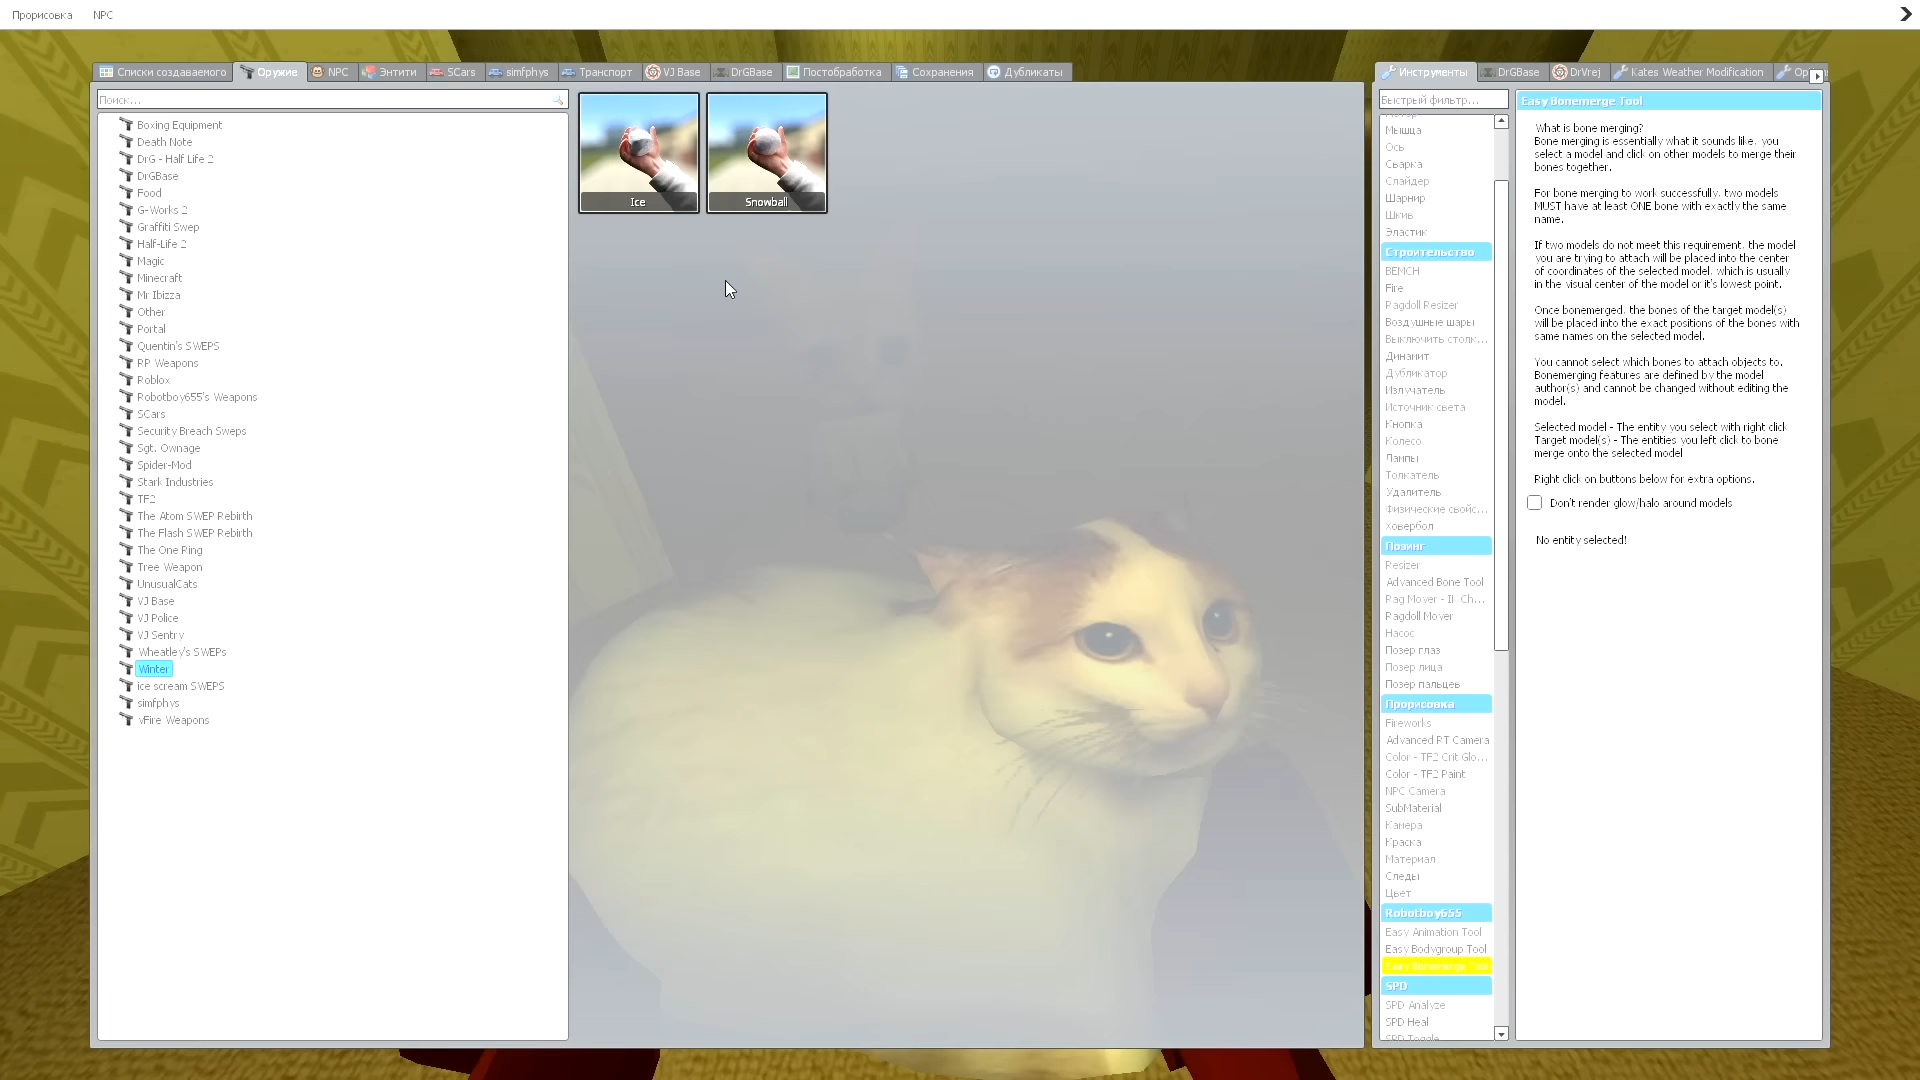 Прорисовка
NPC
Списки создаваемого
Оружие
NPC
Энтити
SCars
simfphys
Транспорт
VJ Base
DrGBase
Постобработка
Сохранения
Дубликаты
Поиск...
Boxing Equipment
Death Note
DrG - Half Life 2
DrGBase
Food
G-Works 2
Graffiti Swep
Half-Life 2
Magic
Minecraft
Mr Ibizza
Other
Portal
Quentin's SWEPS
RP Weapons
Roblox
Robotboy655's Weapons
SCars
Security Breach Sweps
Sgt. Ownage
Spider-Mod
Stark Industries
TF2
The Atom SWEP Rebirth
The Flash SWEP Rebirth
The One Ring
Tree Weapon
UnusualCats
VJ Base
VJ Police
VJ Sentry
Wheatley's SWEPs
Winter
ice scream SWEPS
simfphys
vFire Weapons
Ice
Snowball
Инструменты
DrGBase
DrVrej
Kates Weather Modification
Быстрый фильтр...
Мышца
Ось
Сварка
Слайдер
Шарнир
Шкив
Эластик
Строительство
BEMCH
Fire
Ragdoll Resizer
Воздушные шары
Выключить столк...
Динамит
Дубликатор
Излучатель
Источник света
Кнопка
Колесо
Лампы
Толкатель
Удалитель
Физические свойс...
Ховербол
Позинг
Resizer
Advanced Bone Tool
Rag Mover - IK Ch...
Ragdoll Mover
Насос
Позер глаз
Позер лица
Позер пальцев
Прорисовка
Fireworks
Advanced RT Camera
Color - TF2 Crit Glo...
Color - TF2 Paint
NPC Camera
SubMaterial
Камера
Краска
Материал
Следы
Цвет
Robotboy655
Easy Animation Tool
Easy Bodygroup Tool
Easy Bonemerge Tool
SPD
SPD Analyze
SPD Heal
SPD Toggle
Easy Bonemerge Tool
What is bone merging?
Bone merging is essentially what it sounds like, you
select a model and click on other models to merge their
bones together.
For bone merging to work successfully, two models
MUST have at least ONE bone with exactly the same
name.
If two models do not meet this requirement, the model
you are trying to attach will be placed into the center
of coordinates of the selected model, which is usually
in the visual center of the model or it's lowest point.
Once bonemerged, the bones of the target model(s)
will be placed into the exact positions of the bones with
same names on the selected model.
You cannot select which bones to attach objects to.
Bonemerging features are defined by the model
author(s) and cannot be changed without editing the
model.
Selected model - The entity you select with right click
Target model(s) - The entities you left click to bone
merge onto the selected model
Right click on buttons below for extra options.
Don't render glow/halo around models
No entity selected!